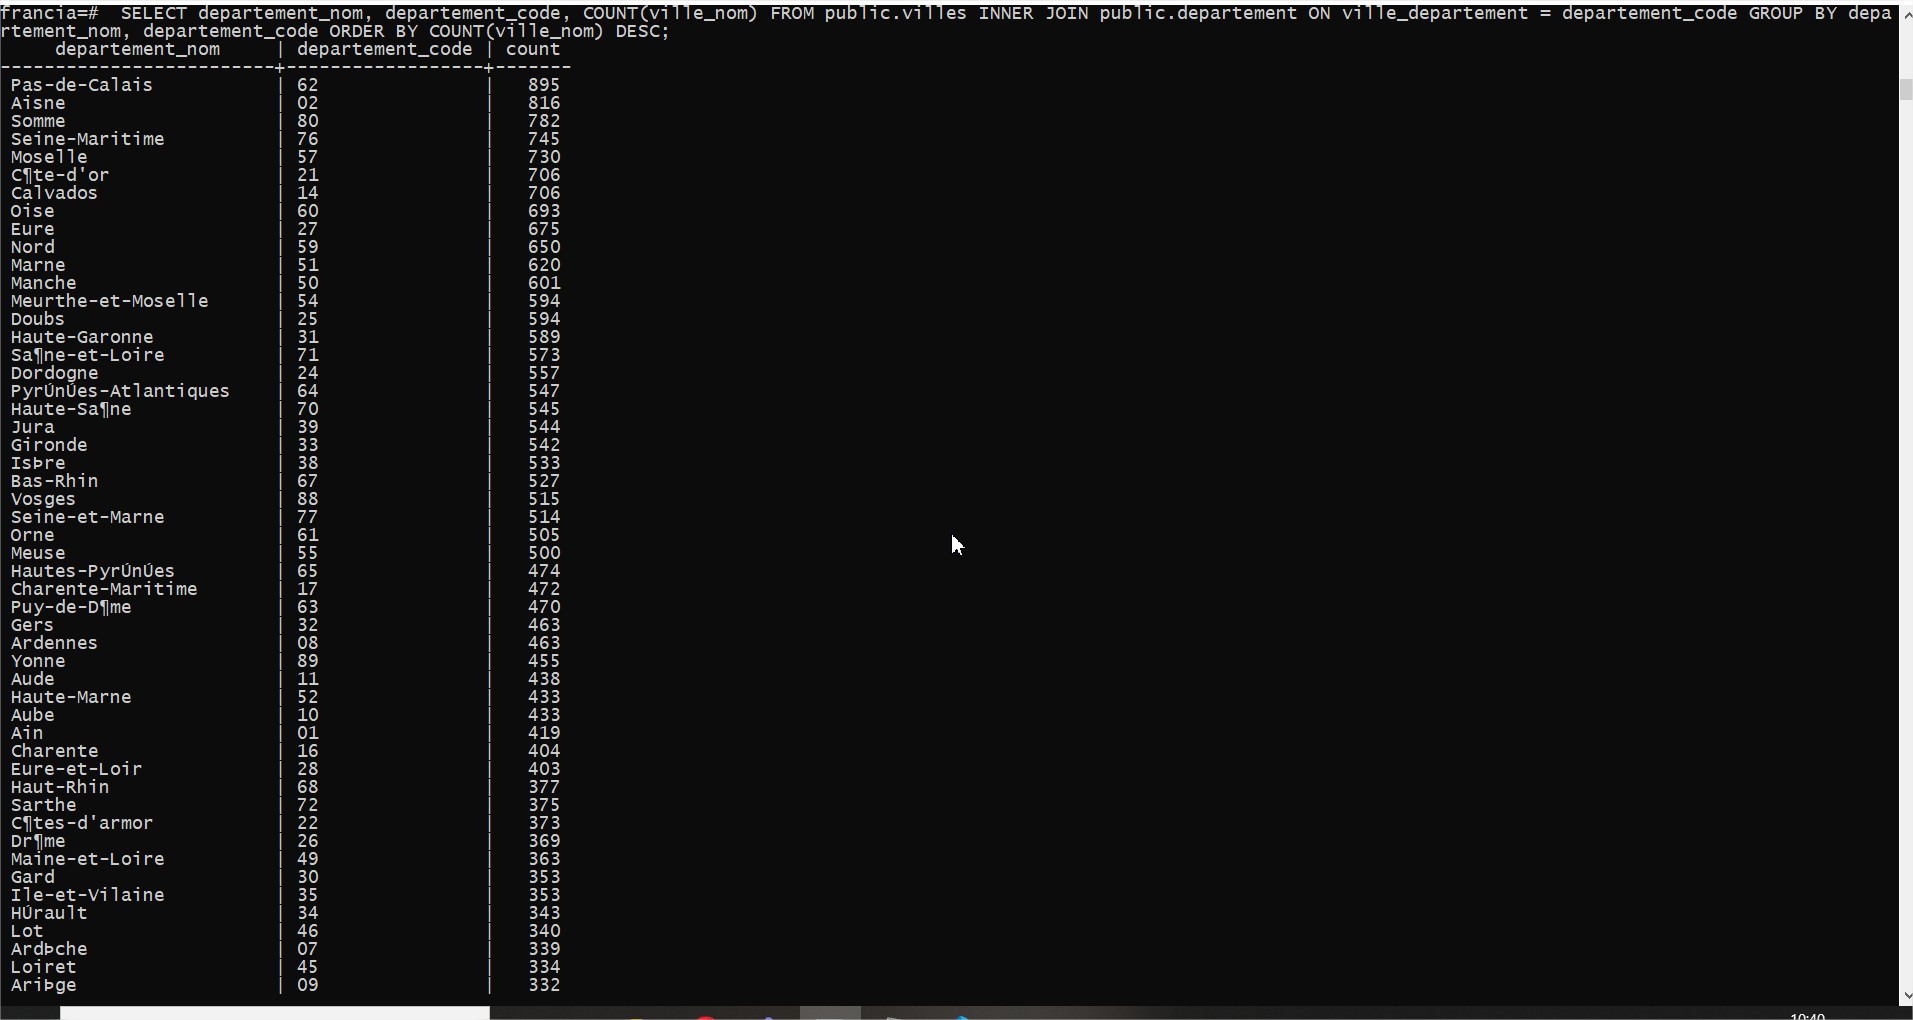 francia=#  SELECT departement_nom, departement_code, COUNT(ville_nom) FROM public.villes INNER JOIN public.departement ON ville_departement = departement_code GROUP BY depa
rtement_nom, departement_code ORDER BY COUNT(ville_nom) DESC;
     departement_nom     | departement_code | count
-------------------------+------------------+-------
 Pas-de-Calais           | 62               |   895
 Aisne                   | 02               |   816
 Somme                   | 80               |   782
 Seine-Maritime          | 76               |   745
 Moselle                 | 57               |   730
 C¶te-d'or               | 21               |   706
 Calvados                | 14               |   706
 Oise                    | 60               |   693
 Eure                    | 27               |   675
 Nord                    | 59               |   650
 Marne                   | 51               |   620
 Manche                  | 50               |   601
 Meurthe-et-Moselle      | 54               |   594
 Doubs                   | 25               |   594
 Haute-Garonne           | 31               |   589
 Sa¶ne-et-Loire          | 71               |   573
 Dordogne                | 24               |   557
 PyrÚnÚes-Atlantiques    | 64               |   547
 Haute-Sa¶ne             | 70               |   545
 Jura                    | 39               |   544
 Gironde                 | 33               |   542
 IsÞre                   | 38               |   533
 Bas-Rhin                | 67               |   527
 Vosges                  | 88               |   515
 Seine-et-Marne          | 77               |   514
 Orne                    | 61               |   505
 Meuse                   | 55               |   500
 Hautes-PyrÚnÚes         | 65               |   474
 Charente-Maritime       | 17               |   472
 Puy-de-D¶me             | 63               |   470
 Gers                    | 32               |   463
 Ardennes                | 08               |   463
 Yonne                   | 89               |   455
 Aude                    | 11               |   438
 Haute-Marne             | 52               |   433
 Aube                    | 10               |   433
 Ain                     | 01               |   419
 Charente                | 16               |   404
 Eure-et-Loir            | 28               |   403
 Haut-Rhin               | 68               |   377
 Sarthe                  | 72               |   375
 C¶tes-d'armor           | 22               |   373
 Dr¶me                   | 26               |   369
 Maine-et-Loire          | 49               |   363
 Gard                    | 30               |   353
 Ile-et-Vilaine          | 35               |   353
 HÚrault                 | 34               |   343
 Lot                     | 46               |   340
 ArdÞche                 | 07               |   339
 Loiret                  | 45               |   334
 AriÞge                  | 09               |   332